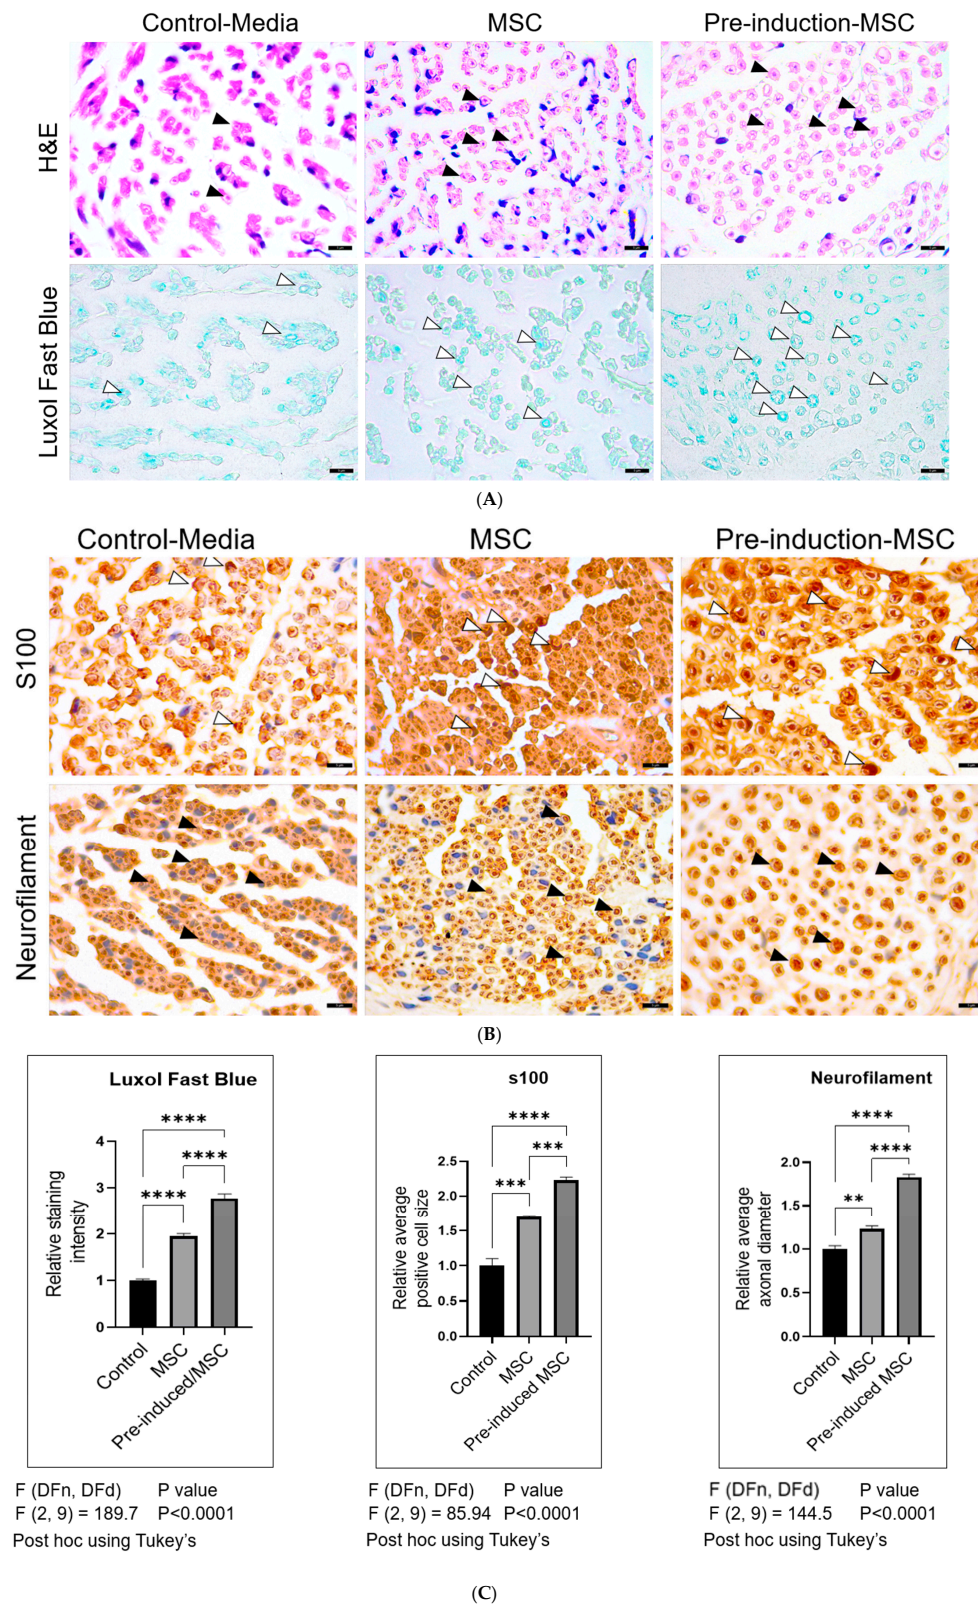 Control-Media MSC Pre-induction-MSC
H&E
Luxol Fast Blue
(A)
Control-Media MSC Pre-induction-MSC
S100
Neurofilament
(B)
Luxol Fast Blue
****
****
****
Relative staining
intensity
4
3
2
1
0
Control
MSC
Pre-induced/MSC
F (DFn, DFd) P value
F (2, 9) = 189.7 P<0.0001
Post hoc using Tukey's
s100
****
***
***
Relative average
positive cell size
2.5
2.0
1.5
1.0
0.5
0.0
Control
MSC
Pre-induced MSC
F (DFn, DFd) P value
F (2, 9) = 85.94 P<0.0001
Post hoc using Tukey's
Neurofilament
****
****
**
Relative average
axonal diameter
2.0
1.5
1.0
0.5
0.0
Control
MSC
Pre-induced MSC
F (DFn, DFd) P value
F (2, 9) = 144.5 P<0.0001
Post hoc using Tukey's
(C)